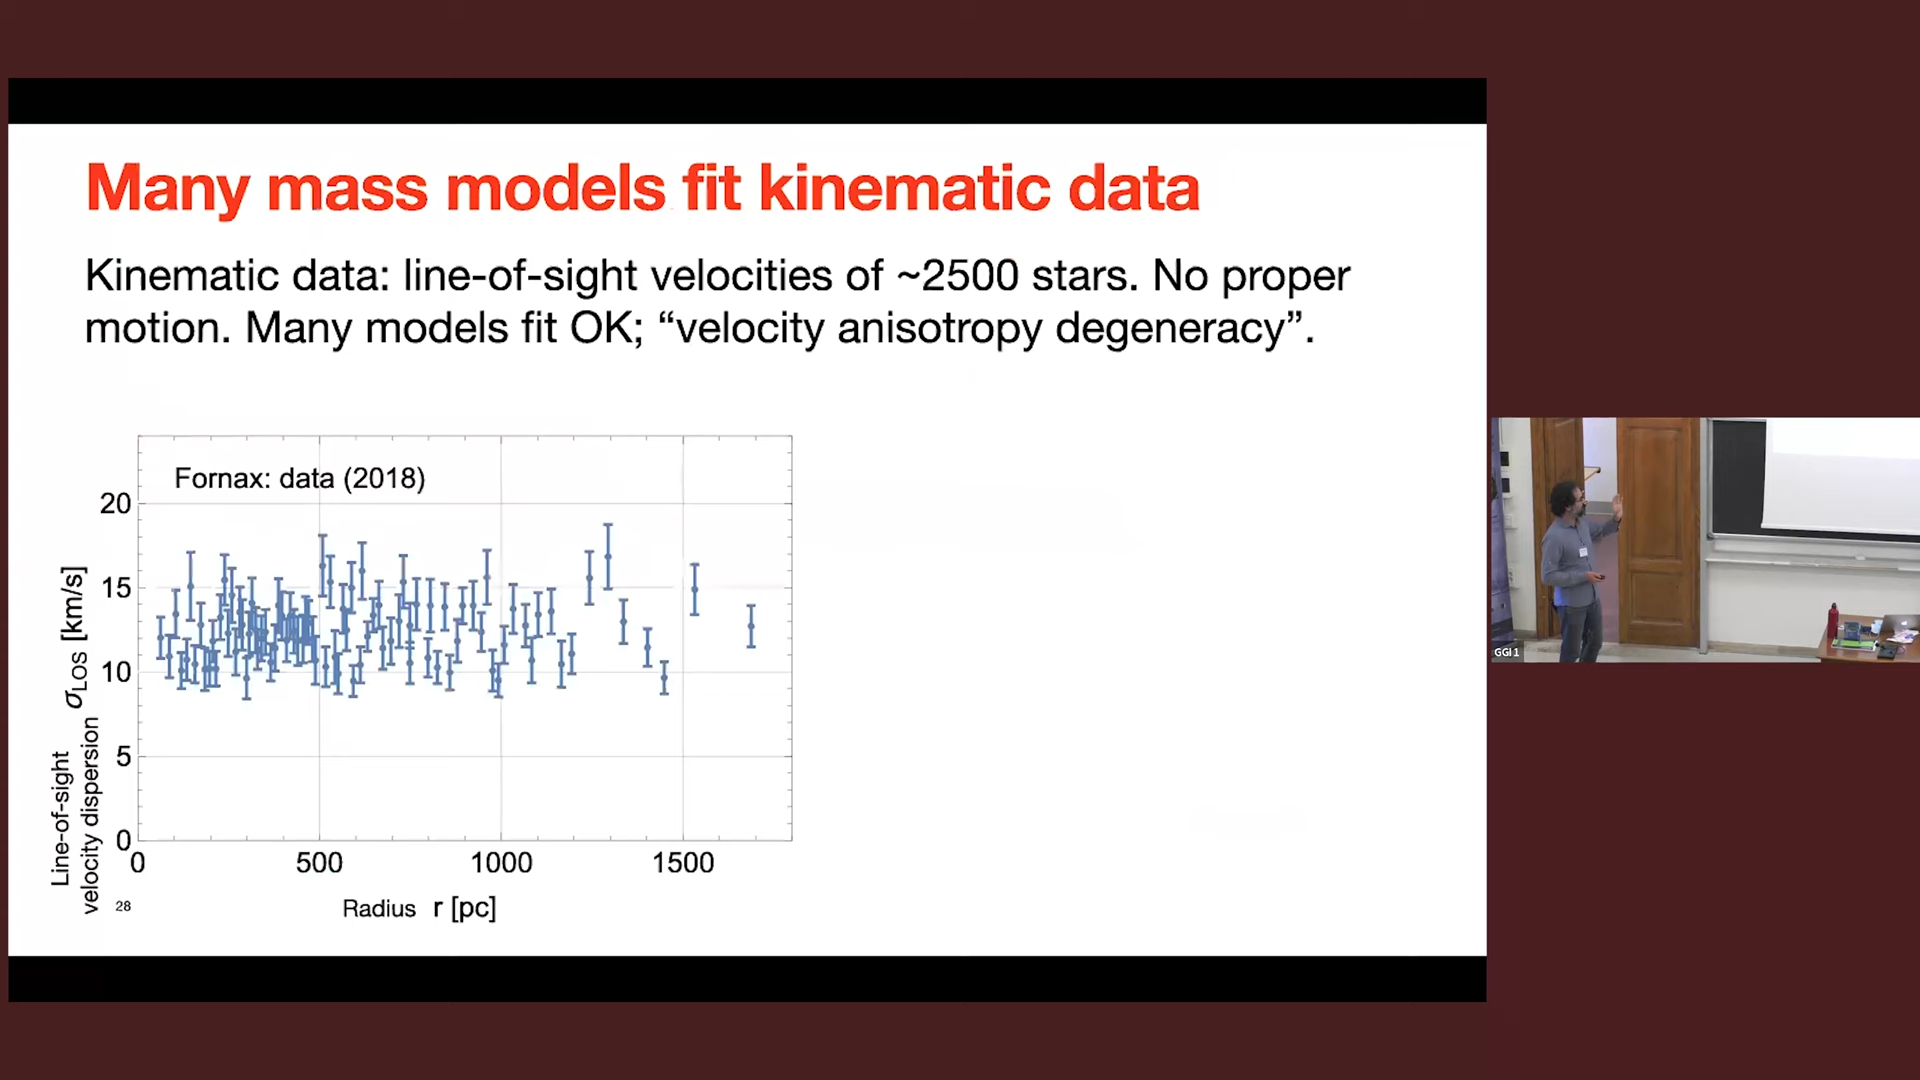 Many mass models fit kinematic data
Kinematic data: line-of-sight velocities of ~2500 stars. No proper
motion. Many models fit OK; “velocity anisotropy degeneracy”.
Fornax: data (2018)
20
15
10
5
0
σLOS [km/s]
Line-of-sight
velocity dispersion
0 500 1000 1500
Radius r [pc]
28
GGI 1